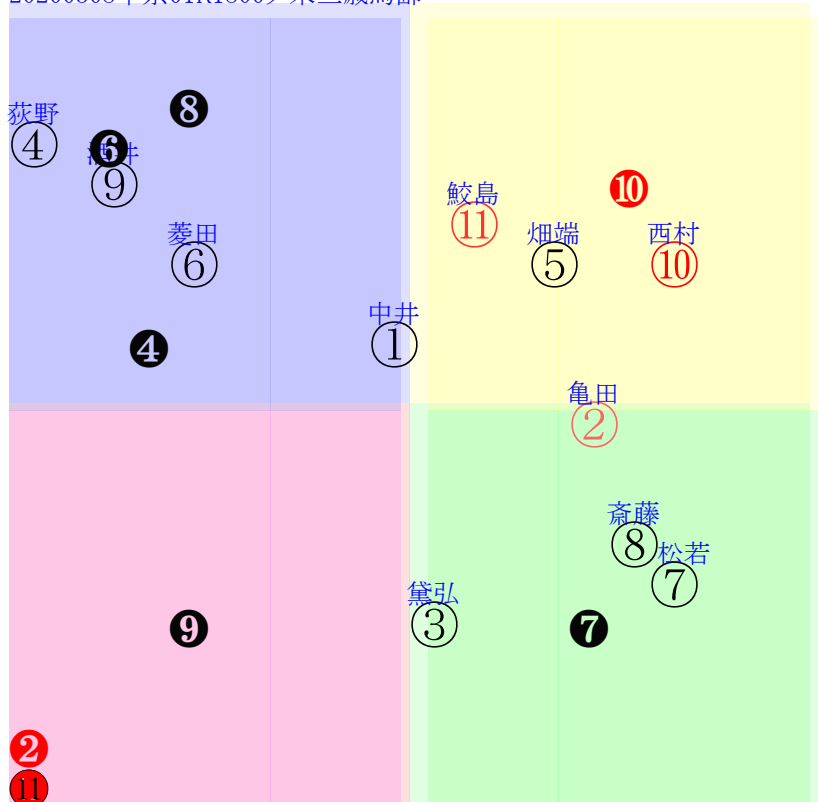 ❽
荻野
④
❻
⑨
鮫島
⑪
❿
菱田
⑥
畑端
⑤
西村
⑩
中井
①
❹
亀田
②
斎藤
⑧
松若
⑦
黛弘
③
❾
❼
❷
⓫